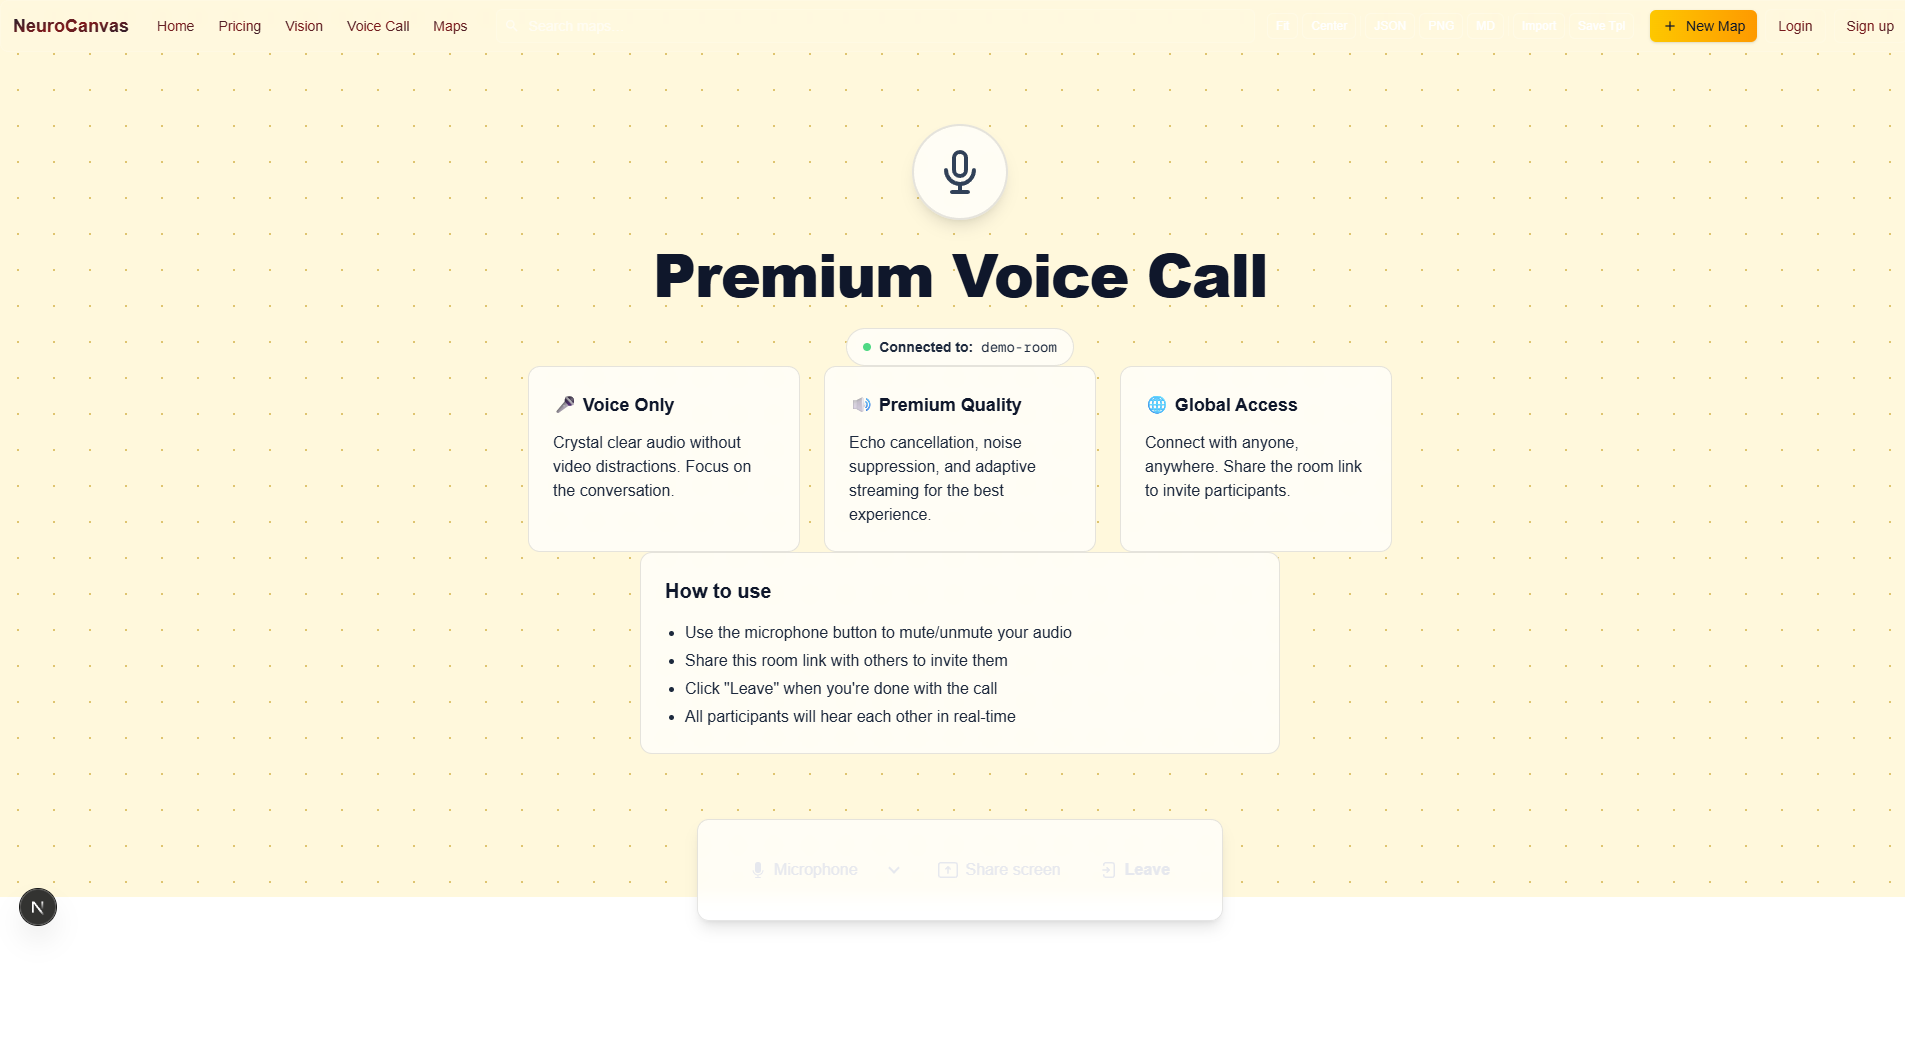 NeuroCanvas Home Pricing Vision Voice Call Maps Fit Center JSON PNG MD Import Save Tpl + New Map Login Sign up
Premium Voice Call
Connected to: demo-room
Voice Only
Crystal clear audio without
video distractions. Focus on
the conversation.
Premium Quality
Echo cancellation, noise
suppression, and adaptive
streaming for the best
experience.
Global Access
Connect with anyone,
anywhere. Share the room link
to invite participants.
How to use
• Use the microphone button to mute/unmute your audio
• Share this room link with others to invite them
• Click "Leave" when you're done with the call
• All participants will hear each other in real-time
Microphone Share screen Leave
N